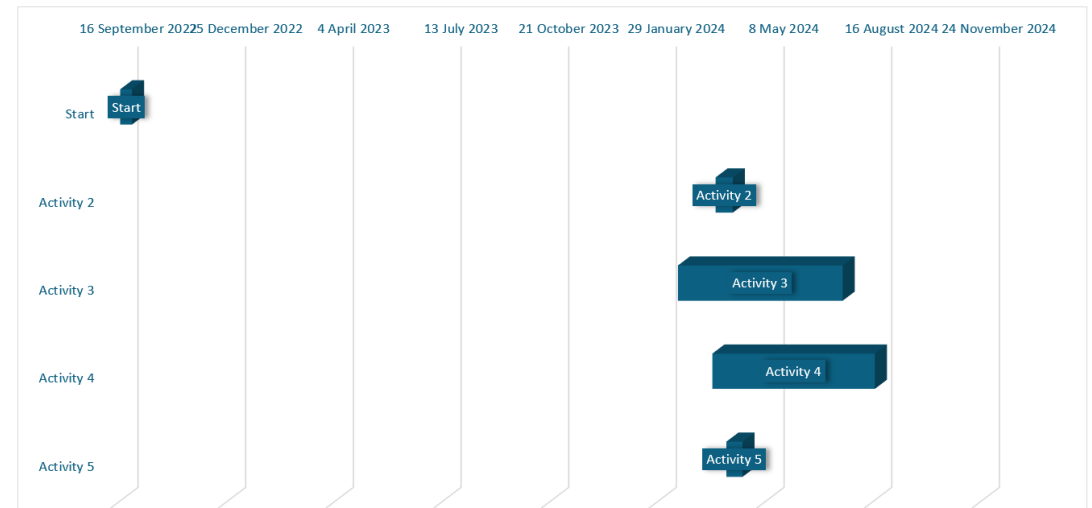 16 September 2022 25 December 2022 4 April 2023 13 July 2023 21 October 2023 29 January 2024 8 May 2024 16 August 2024 24 November 2024
Start Start
Activity 2 Activity 2
Activity 3 Activity 3
Activity 4 Activity 4
Activity 5 Activity 5